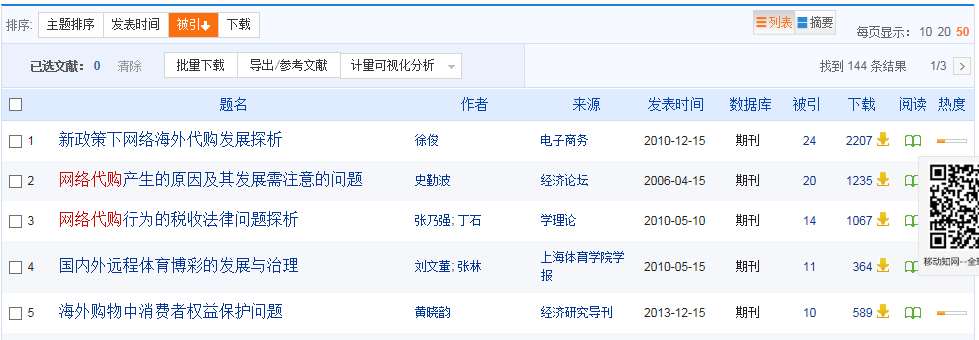 排序: 主题排序 发表时间 被引 下载 列表 摘要 每页显示: 10 20 50
已选文献: 0 清除 批量下载 导出/参考文献 计量可视化分析 找到 144 条结果 1/3
题名 作者 来源 发表时间 数据库 被引 下载 阅读 热度
1 新政策下网络海外代购发展探析 徐俊 电子商务 2010-12-15 期刊 24 2207
2 网络代购产生的原因及其发展需注意的问题 史勤波 经济论坛 2006-04-15 期刊 20 1235
3 网络代购行为的税收法律问题探析 张乃强; 丁石 学理论 2010-05-10 期刊 14 1067
4 国内外远程体育博彩的发展与治理 刘文董; 张林 上海体育学院学报 2010-05-15 期刊 11 364
5 海外购物中消费者权益保护问题 黄晓韵 经济研究导刊 2013-12-15 期刊 10 589
移动知网--全